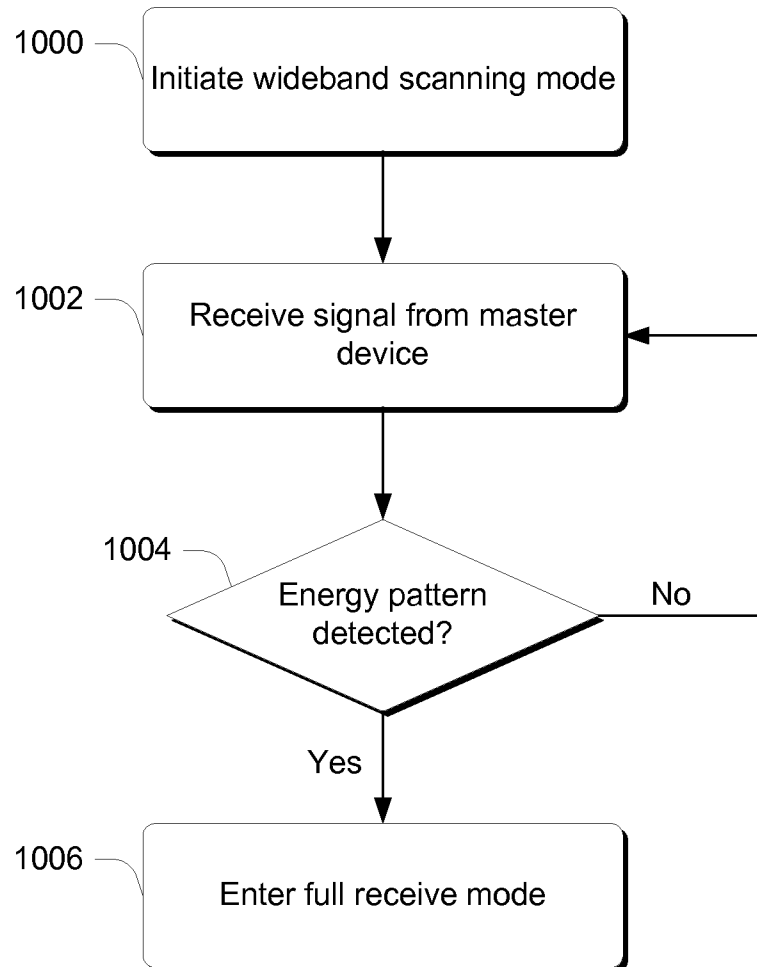 1000
Initiate wideband scanning mode
1002
Receive signal from master
device
1004
Energy pattern
detected?
No
Yes
1006
Enter full receive mode